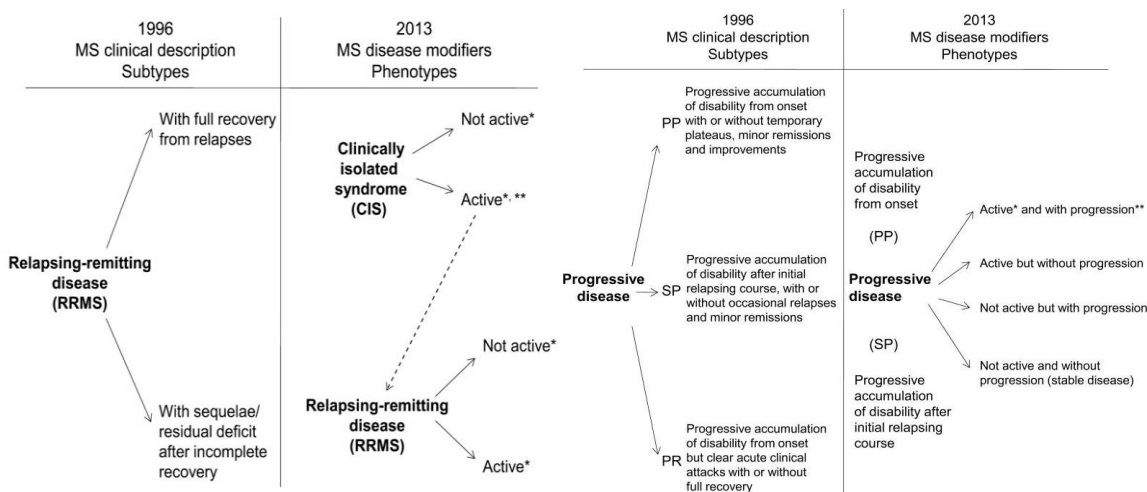 1996
MS clinical description
Subtypes
2013
MS disease modifiers
Phenotypes
With full recovery
from relapses
Relapsing-remitting
disease
(RRMS)
With sequelae/
residual deficit
after incomplete
recovery
Not active*
Clinically
isolated
syndrome
(CIS)
Active*, **
Not active*
Relapsing-remitting
disease
(RRMS)
Active*
1996
MS clinical description
Subtypes
2013
MS disease modifiers
Phenotypes
Progressive
disease
PP
Progressive accumulation
of disability from onset
with or without temporary
plateaus, minor remissions
and improvements
SP
Progressive accumulation
of disability after initial
relapsing course, with or
without occasional relapses
and minor remissions
PR
Progressive accumulation
of disability from onset
but clear acute clinical
attacks with or without
full recovery
Progressive
accumulation
of disability
from onset
(PP)
Progressive
disease
(SP)
Progressive
accumulation
of disability after
initial relapsing
course
Active* and with progression**
Active but without progression
Not active but with progression
Not active and without
progression (stable disease)